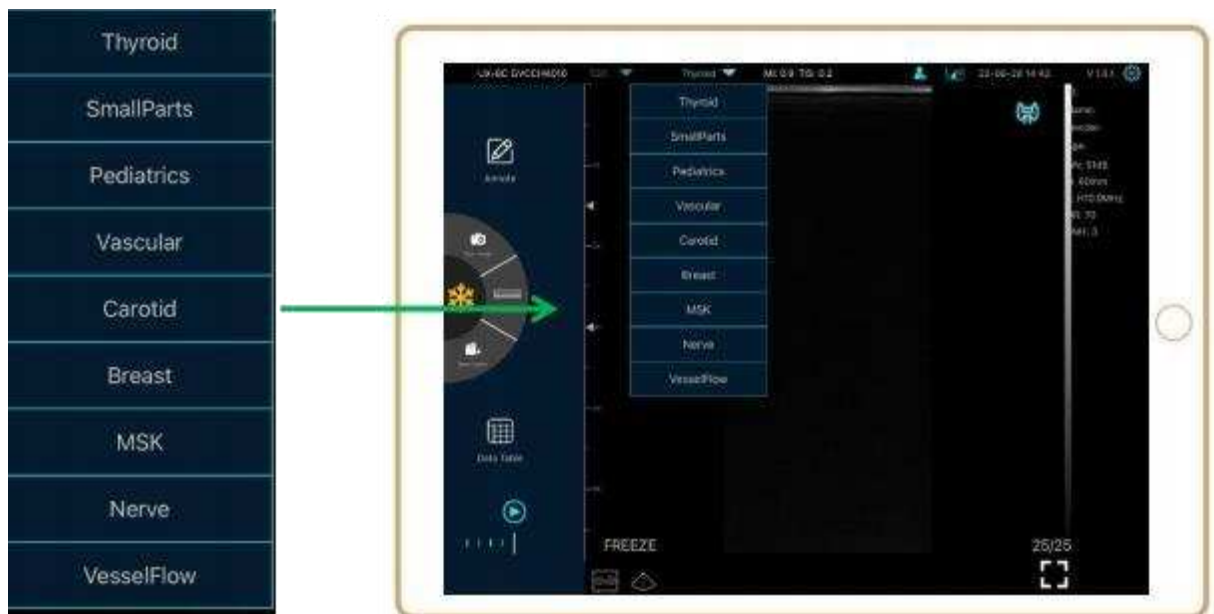 Thyroid
SmallParts
Pediatrics
Vascular
Carotid
Breast
MSK
Nerve
VesselFlow
Thyroid
MI: 0.9 TIS: 0.2
Thyroid
SmallParts
Pediatrics
Vascular
Carotid
Breast
MSK
Nerve
VesselFlow
Annote
Data Table
FREEZE
25/25